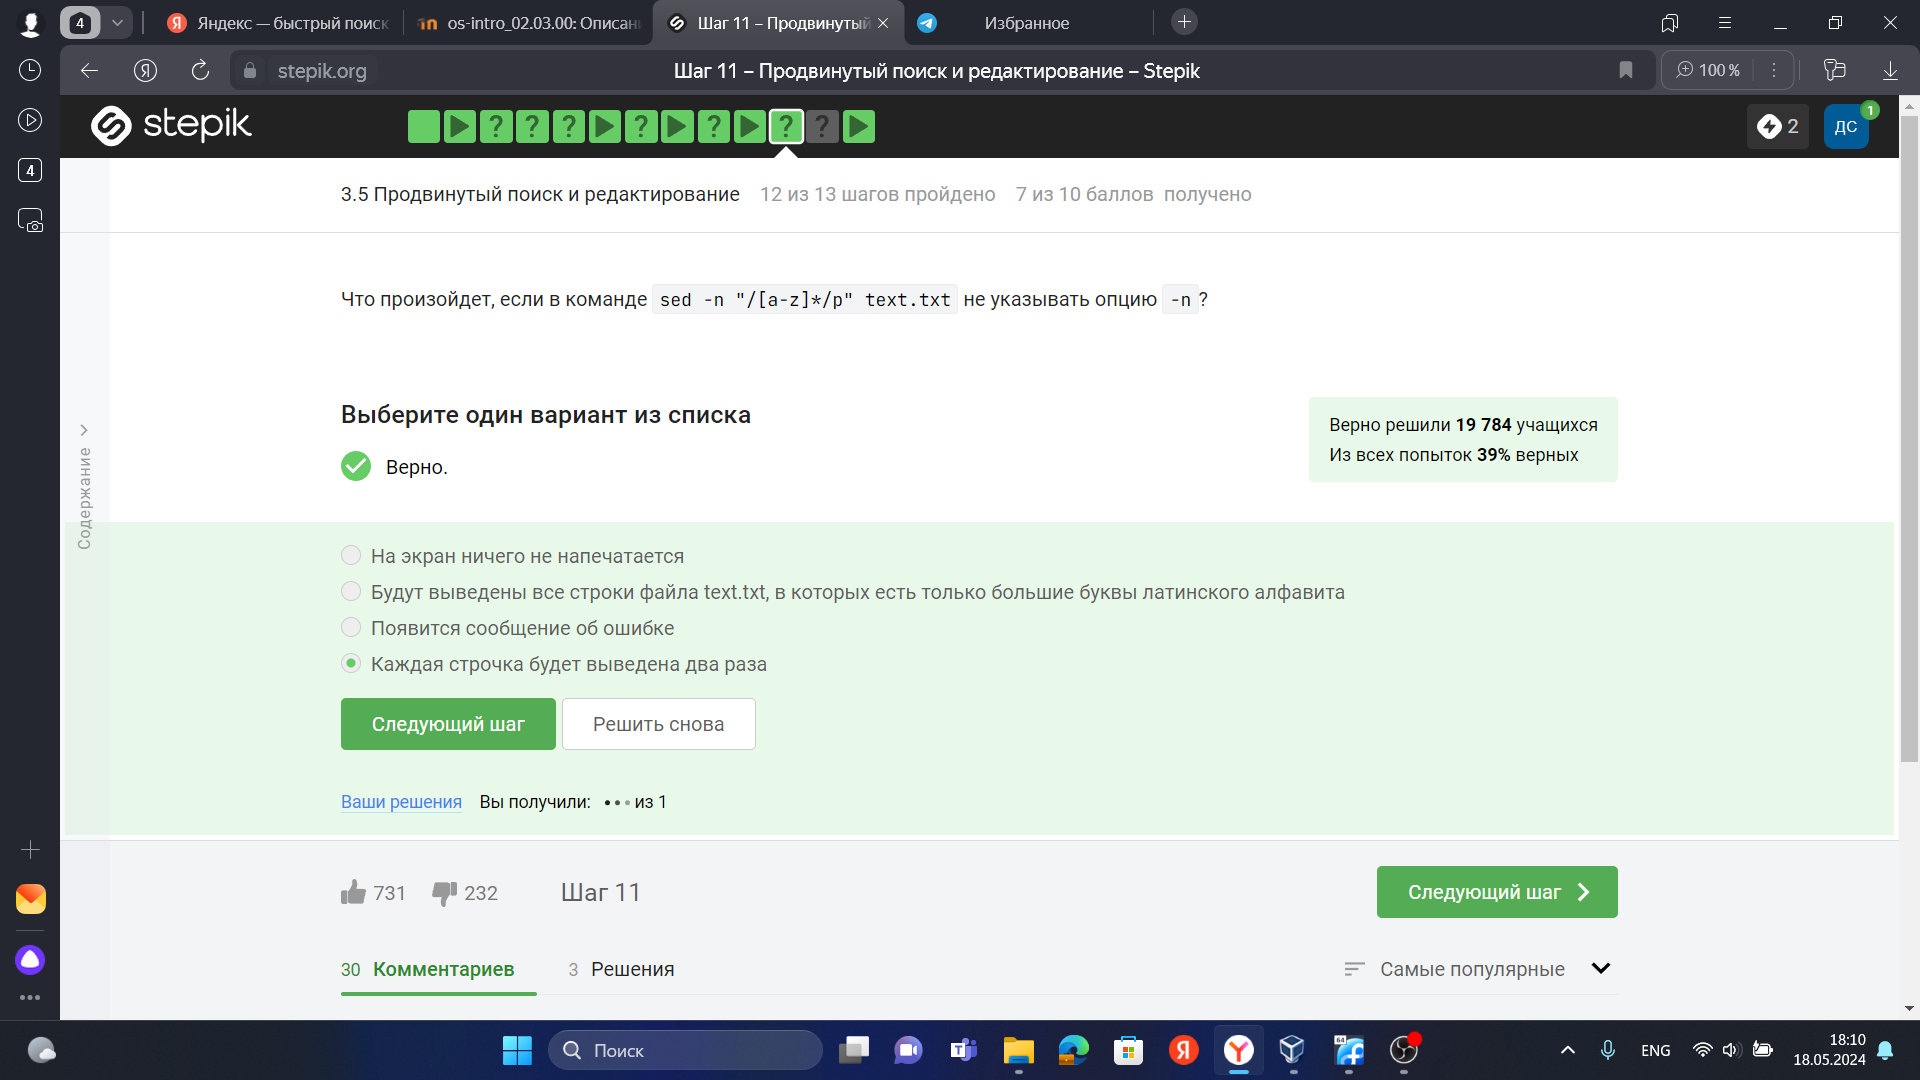 4
Яндекс — быстрый поиск
os-intro_02.03.00: Описан
Шаг 11 – Продвинутый
Избранное
stepik.org
Шаг 11 – Продвинутый поиск и редактирование – Stepik
100 %
4
stepik
2
ДС
1
3.5 Продвинутый поиск и редактирование 12 из 13 шагов пройдено 7 из 10 баллов получено
Что произойдет, если в команде sed -n "/[a-z]*/p" text.txt не указывать опцию -n?
Содержание
Выберите один вариант из списка
Верно.
Верно решили 19 784 учащихся
Из всех попыток 39% верных
На экран ничего не напечатается
Будут выведены все строки файла text.txt, в которых есть только большие буквы латинского алфавита
Появится сообщение об ошибке
Каждая строчка будет выведена два раза
Следующий шаг
Решить снова
Ваши решения Вы получили: ••• из 1
731 232 Шаг 11
Следующий шаг
30 Комментариев 3 Решения
Самые популярные
Поиск
64
ENG
18:10
18.05.2024